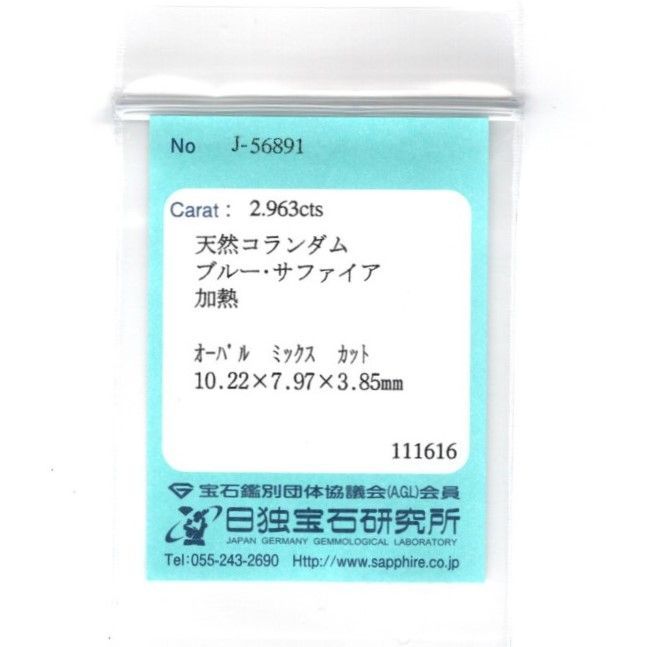 No J-56891
Carat: 2.963cts
天然コランダム
ブルー・サファイア
加熱
ｵｰﾊﾞﾙ ﾐｯｸｽ ｶｯﾄ
10.22×7.97×3.85mm
111616
宝石鑑別団体協議会(AGL)会員
日独宝石研究所
JAPAN GERMANY GEMMOLOGICAL LABORATORY
Tel:055-243-2690 Http://www.sapphire.co.jp